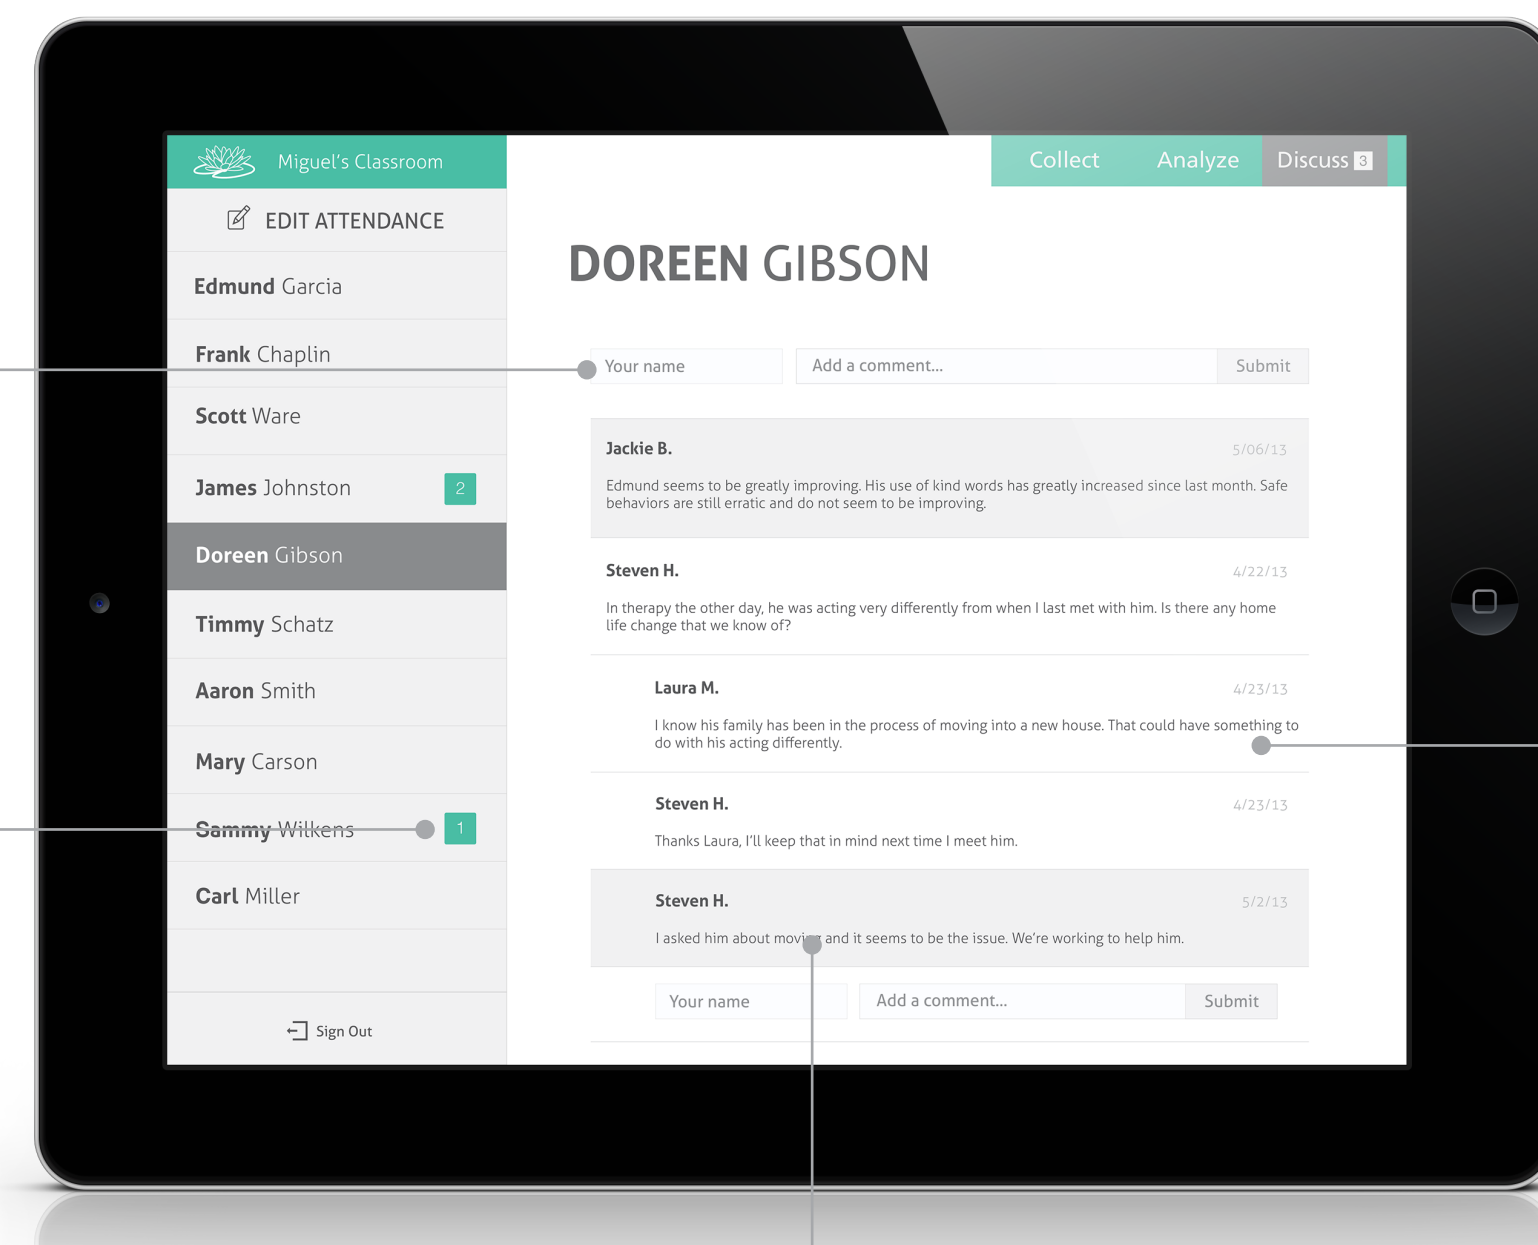 Miguel's Classroom
Collect
Analyze
Discuss 3
EDIT ATTENDANCE
Edmund Garcia
Frank Chaplin
Scott Ware
James Johnston 2
Doreen Gibson
Timmy Schatz
Aaron Smith
Mary Carson
Sammy Wilkens 1
Carl Miller
Sign Out
DOREEN GIBSON
Your name
Add a comment...
Submit
Jackie B. 5/06/13
Edmund seems to be greatly improving. His use of kind words has greatly increased since last month. Safe
behaviors are still erratic and do not seem to be improving.
Steven H. 4/22/13
In therapy the other day, he was acting very differently from when I last met with him. Is there any home
life change that we know of?
Laura M. 4/23/13
I know his family has been in the process of moving into a new house. That could have something to
do with his acting differently.
Steven H. 4/23/13
Thanks Laura, I'll keep that in mind next time I meet him.
Steven H. 5/2/13
I asked him about moving and it seems to be the issue. We're working to help him.
Your name
Add a comment...
Submit